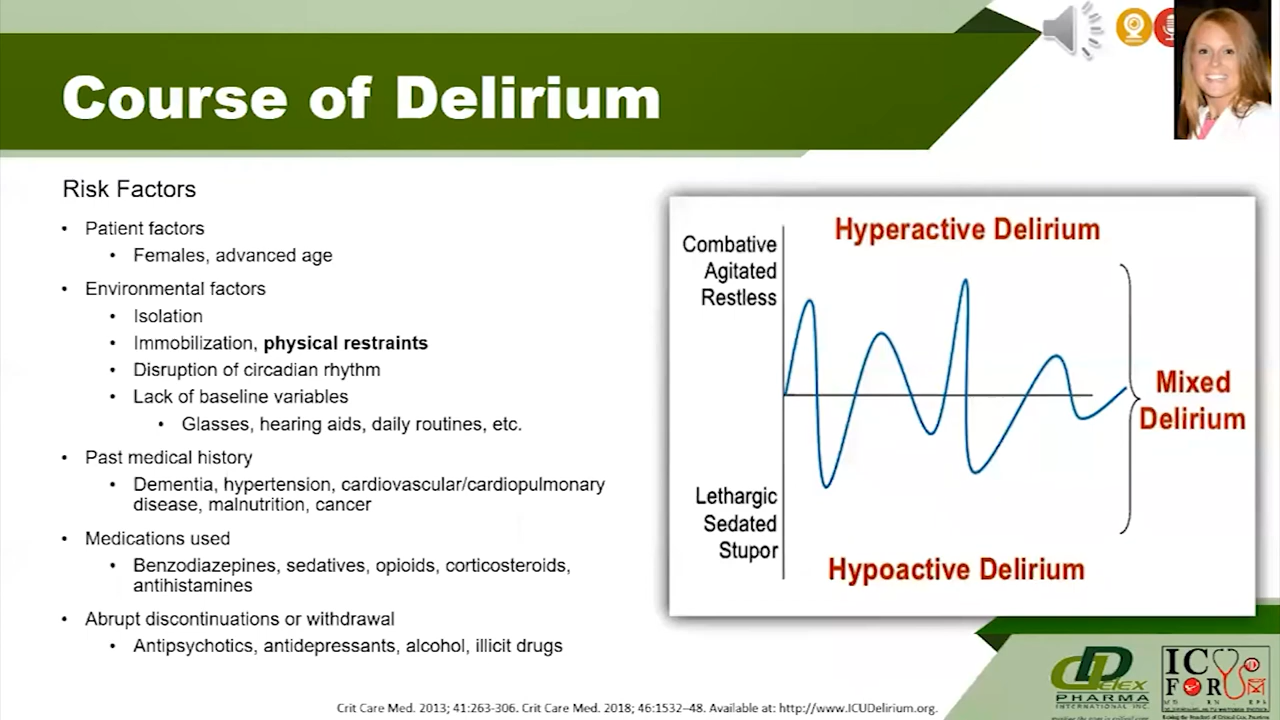 Course of Delirium
Risk Factors
• Patient factors
• Females, advanced age
• Environmental factors
• Isolation
• Immobilization, physical restraints
• Disruption of circadian rhythm
• Lack of baseline variables
• Glasses, hearing aids, daily routines, etc.
• Past medical history
• Dementia, hypertension, cardiovascular/cardiopulmonary
disease, malnutrition, cancer
• Medications used
• Benzodiazepines, sedatives, opioids, corticosteroids,
antihistamines
• Abrupt discontinuations or withdrawal
• Antipsychotics, antidepressants, alcohol, illicit drugs
Hyperactive Delirium
Combative
Agitated
Restless
Mixed
Delirium
Lethargic
Sedated
Stupor
Hypoactive Delirium
Crit Care Med. 2013; 41:263-306. Crit Care Med. 2018; 46:1532–48. Available at: http://www.ICUDelirium.org.
PHARMA
INTERNATIONAL INC.